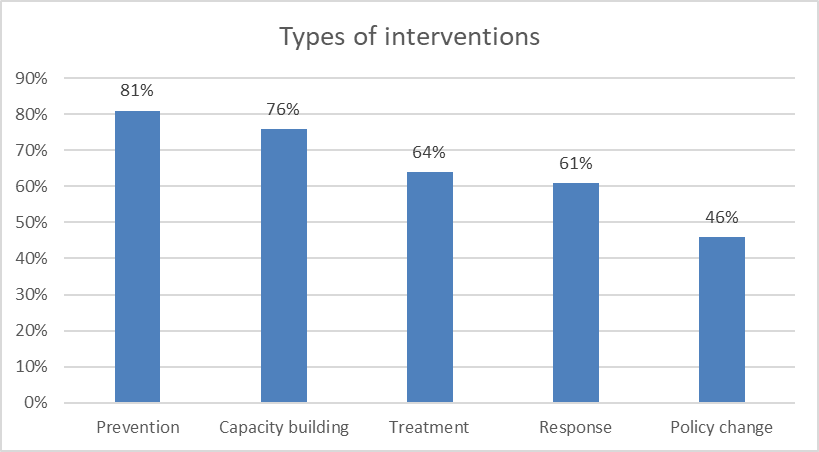 Types of interventions
90%
80%
70%
60%
50%
40%
30%
20%
10%
0%
81%
76%
64%
61%
46%
Prevention
Capacity building
Treatment
Response
Policy change